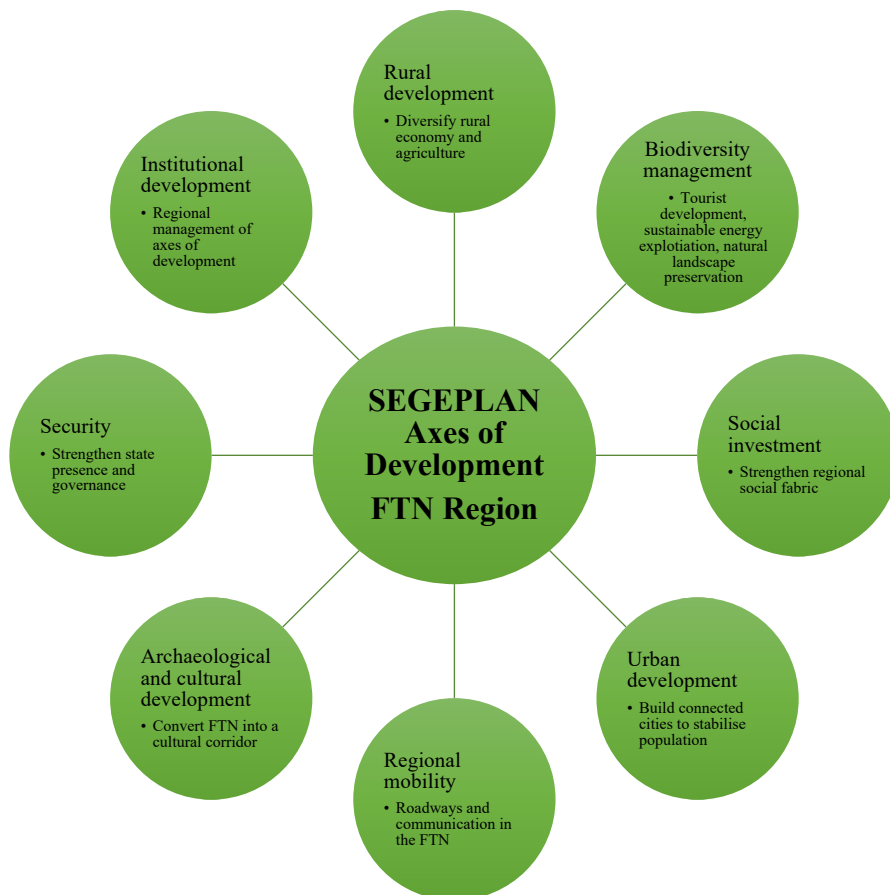 Rural
development
• Diversify rural
economy and
agriculture
Biodiversity
management
• Tourist
development,
sustainable energy
explotiation, natural
landscape
preservation
Social
investment
• Strengthen regional
social fabric
Urban
development
• Build connected
cities to stabilise
population
Regional
mobility
• Roadways and
communication in
the FTN
Archaeological
and cultural
development
• Convert FTN into a
cultural corridor
Security
• Strengthen state
presence and
governance
Institutional
development
• Regional
management of
axes of
development
SEGEPLAN
Axes of
Development
FTN Region